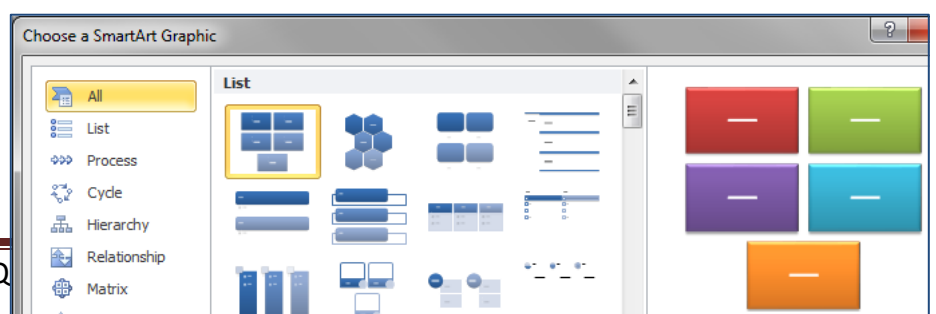 Choose a SmartArt Graphic
All
List
Process
Cycle
Hierarchy
Relationship
Matrix
List
Q